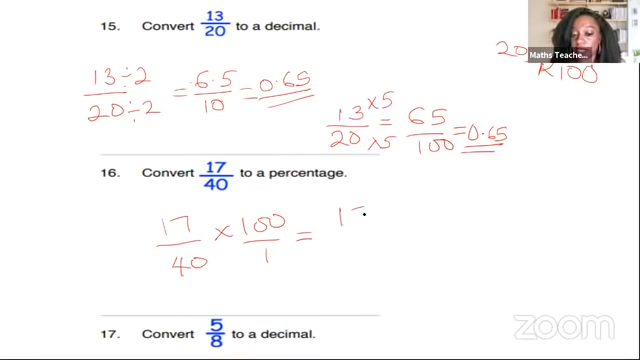 15. Convert 13/20 to a decimal.
20
Maths Teache...
R100
13÷2 / 20÷2 = 6.5/10 = 0.65
13×5 / 20×5 = 65/100 = 0.65
16. Convert 17/40 to a percentage.
17/40 × 100/1 = 17
17. Convert 5/8 to a decimal.
zoom